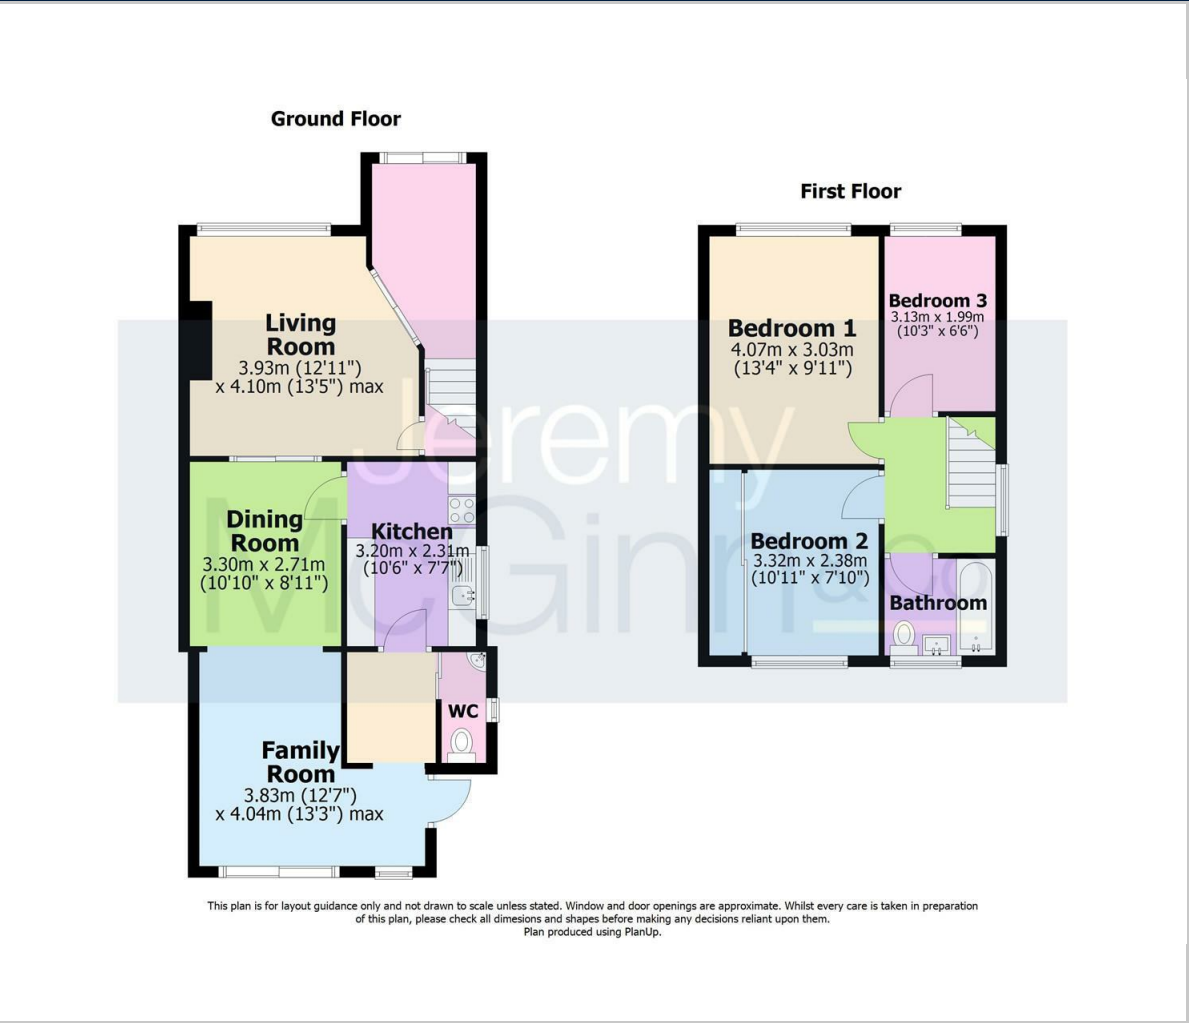 Ground Floor
First Floor
Living
Room
3.93m (12'11")
x 4.10m (13'5") max
Dining
Room
3.30m x 2.71m
(10'10" x 8'11")
Kitchen
3.20m x 2.31m
(10'6" x 7'7")
WC
Family
Room
3.83m (12'7")
x 4.04m (13'3") max
Bedroom 1
4.07m x 3.03m
(13'4" x 9'11")
Bedroom 3
3.13m x 1.99m
(10'3" x 6'6")
Bedroom 2
3.32m x 2.38m
(10'11" x 7'10")
Bathroom
Jeremy
McGinn & Co
This plan is for layout guidance only and not drawn to scale unless stated. Window and door openings are approximate. Whilst every care is taken in preparation
of this plan, please check all dimesions and shapes before making any decisions reliant upon them.
Plan produced using PlanUp.